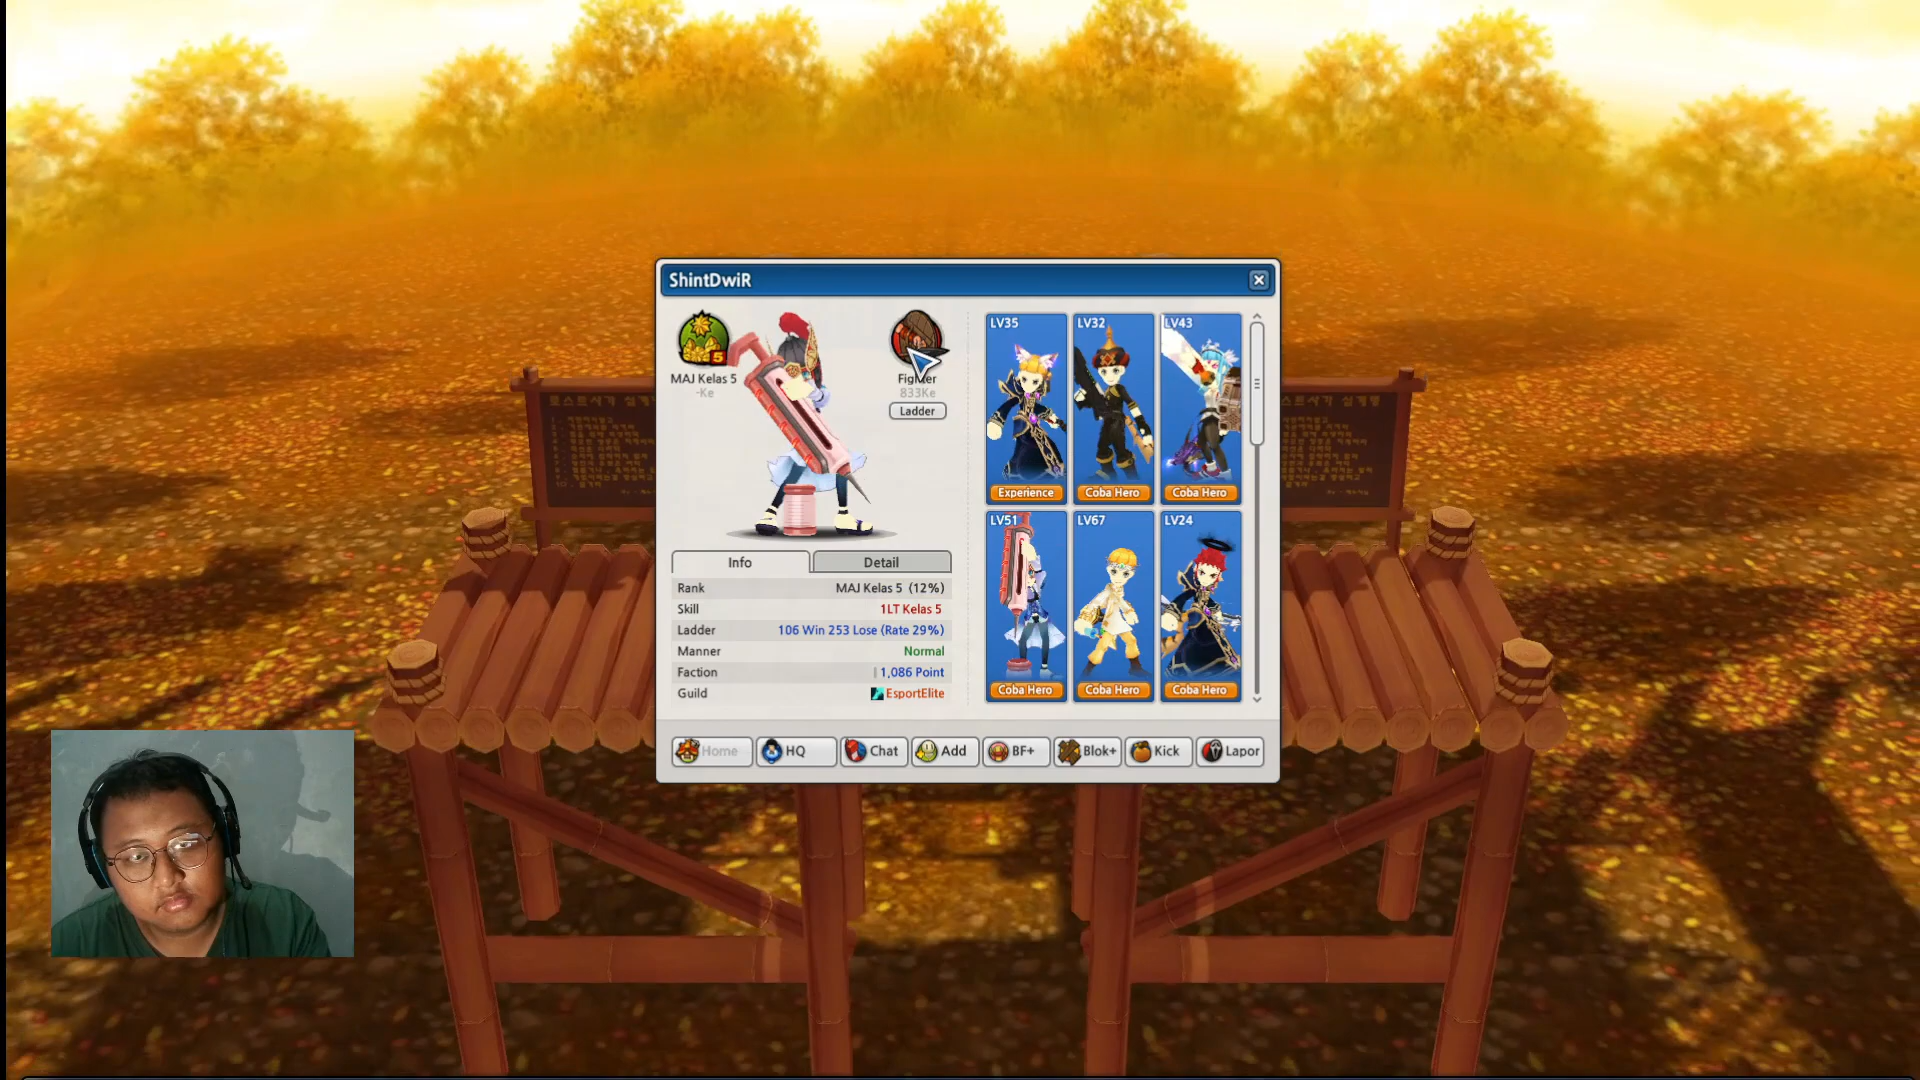 ShintDwiR
MAJ Kelas 5
-Ke
Fighter
833Ke
Ladder
Info
Detail
Rank MAJ Kelas 5 (12%)
Skill 1LT Kelas 5
Ladder 106 Win 253 Lose (Rate 29%)
Manner Normal
Faction 1,086 Point
Guild EsportElite
LV35
LV32
LV43
Experience
Coba Hero
Coba Hero
LV51
LV67
LV24
Coba Hero
Coba Hero
Coba Hero
Home
HQ
Chat
Add
BF+
Blok+
Kick
Lapor